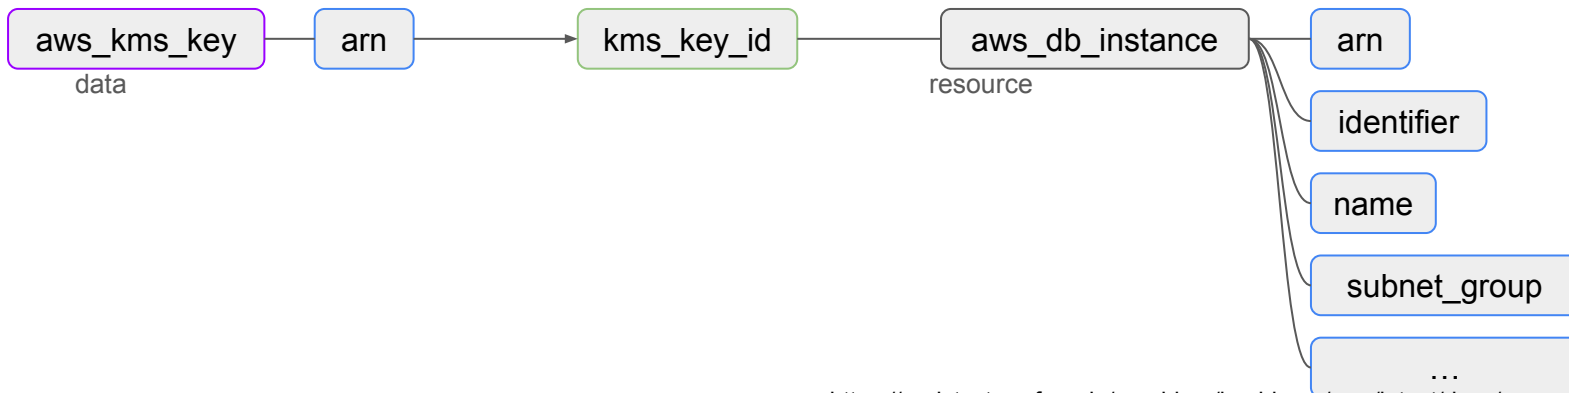 aws_kms_key
arn
kms_key_id
aws_db_instance
arn
data
resource
identifier
name
subnet_group
...